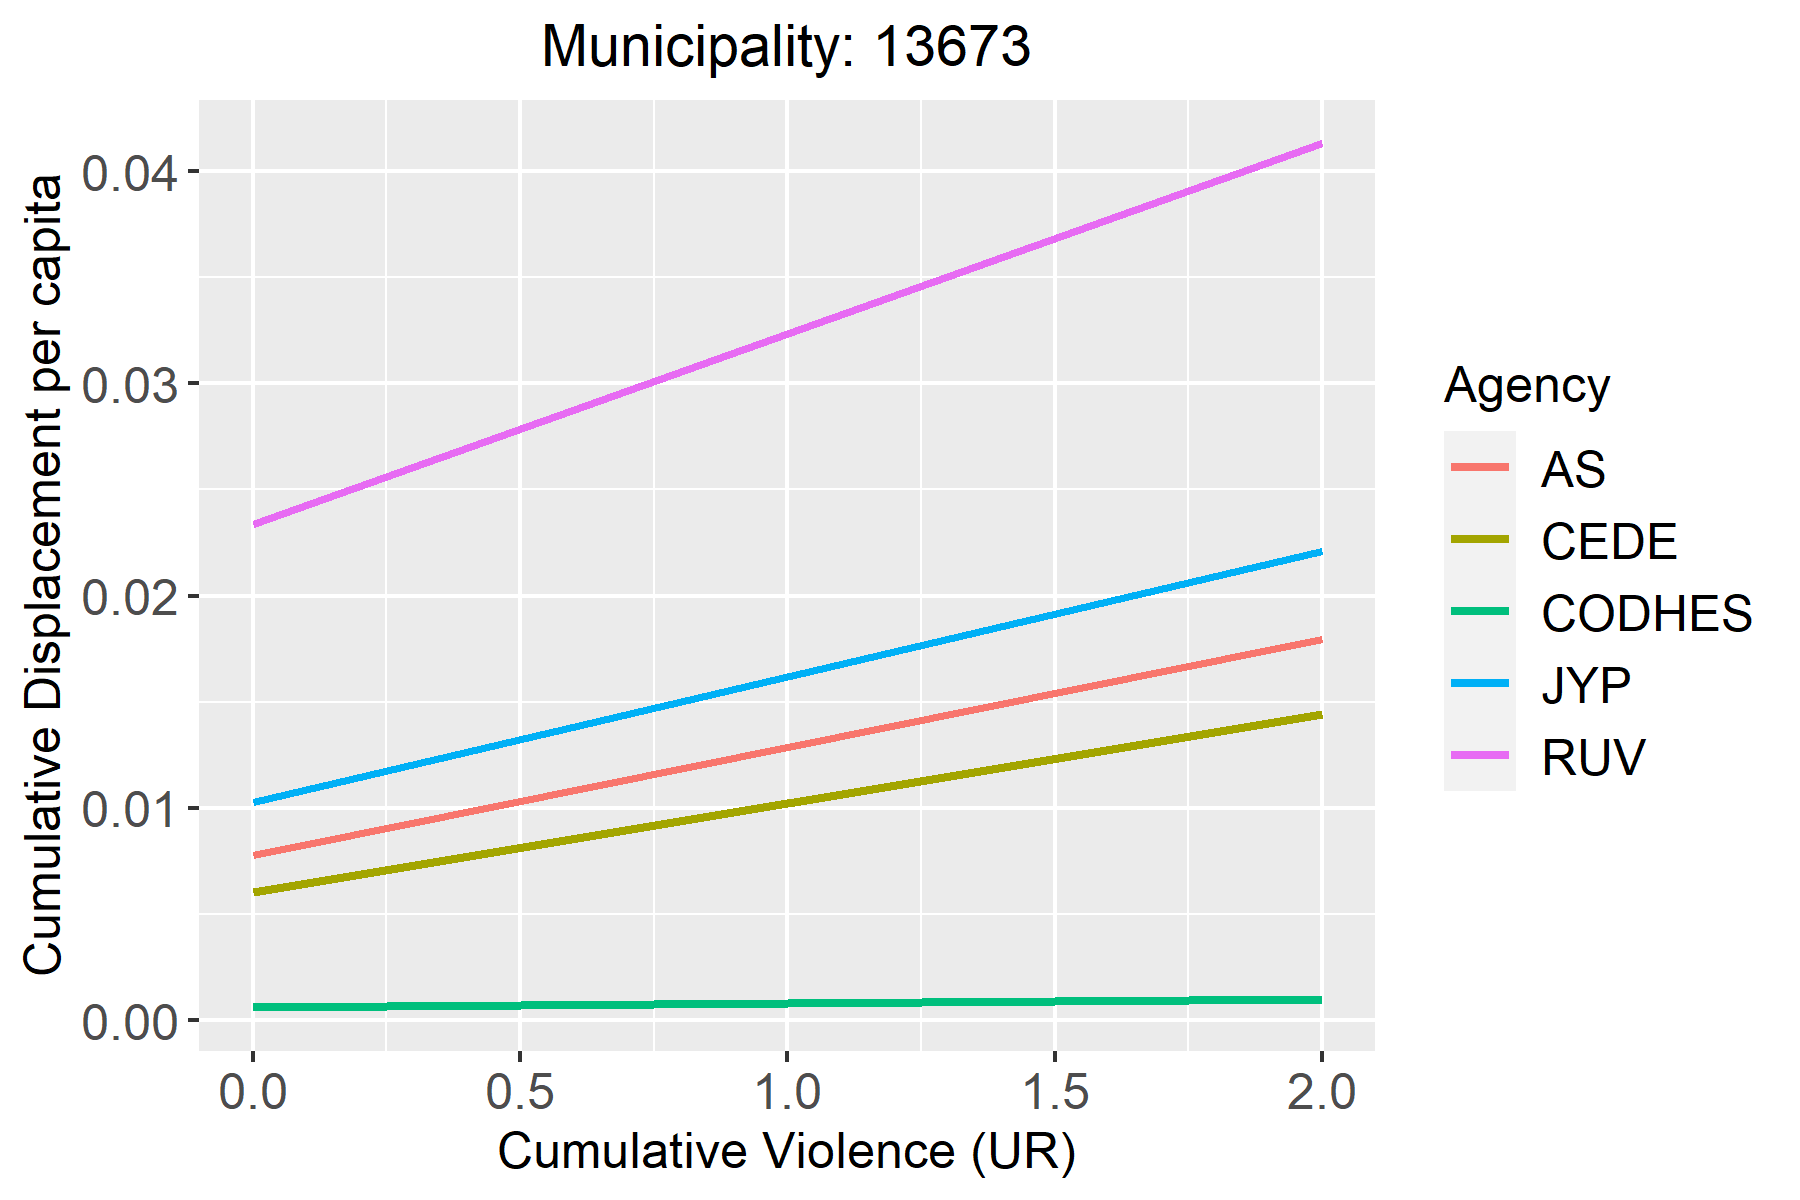 Municipality: 13673
Cumulative Displacement per capita
0.04
0.03
0.02
0.01
0.00
0.0 0.5 1.0 1.5 2.0
Cumulative Violence (UR)
Agency
AS
CEDE
CODHES
JYP
RUV